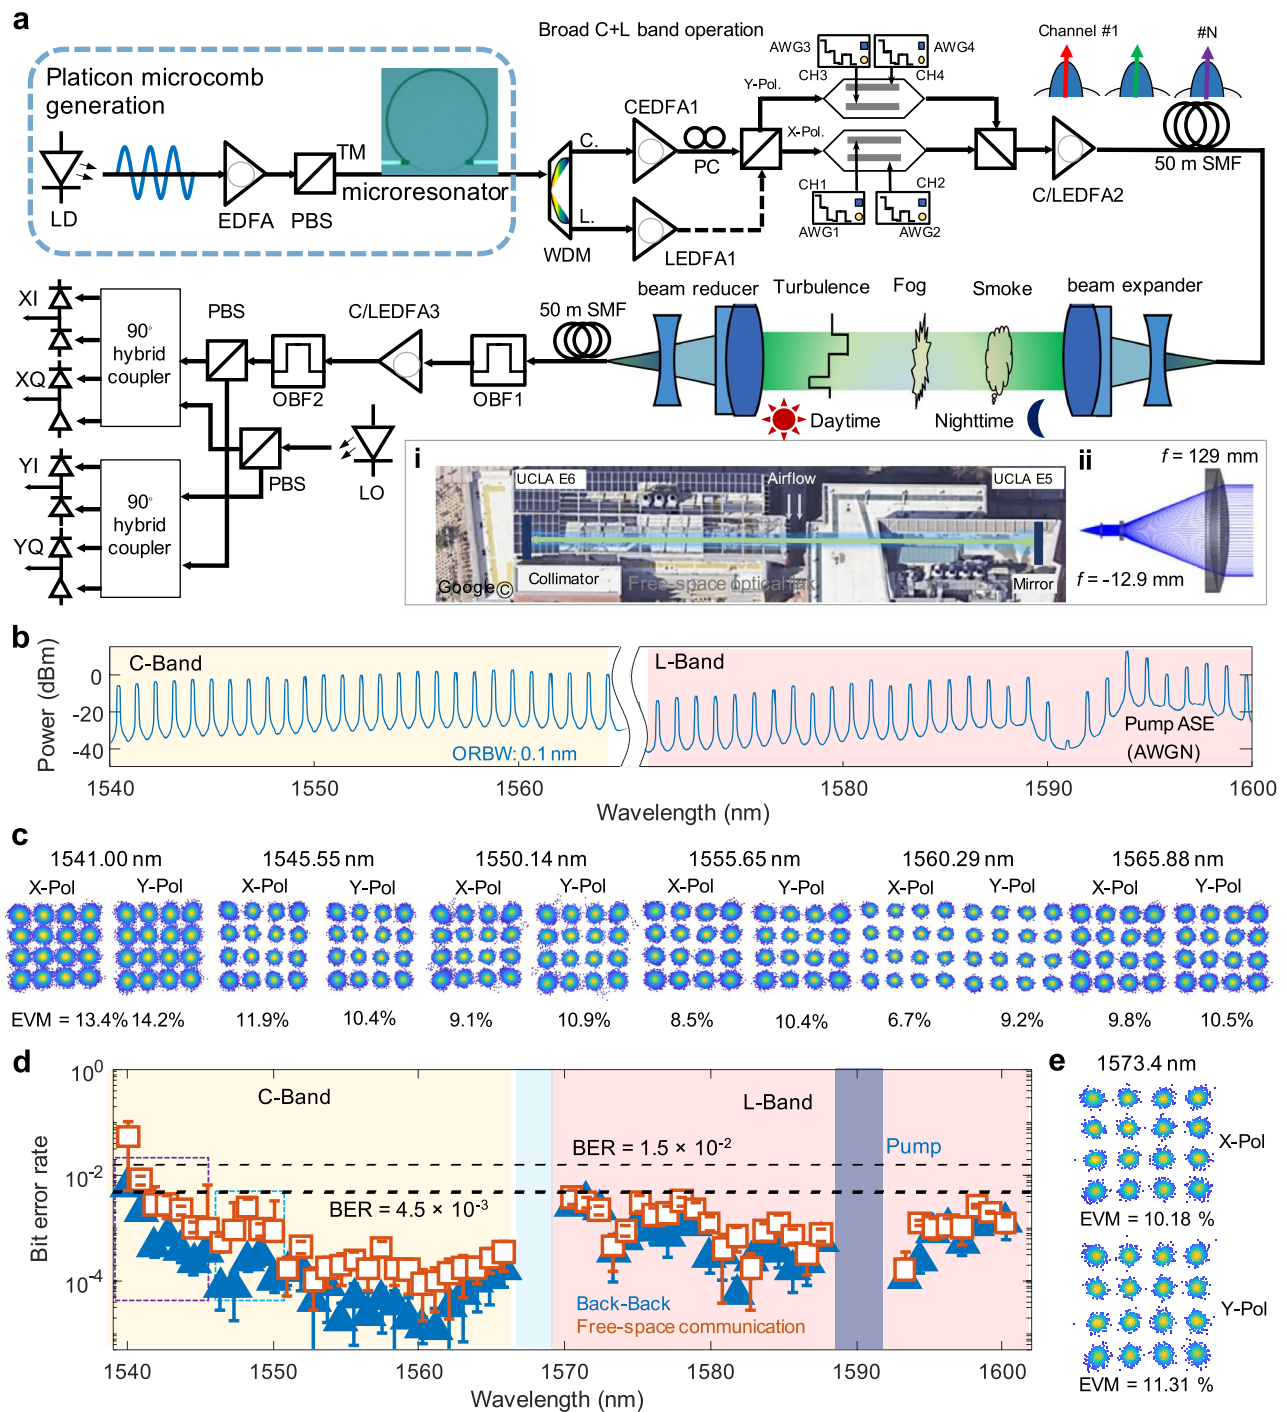 a
Broad C+L band operation
Platicon microcomb
generation
LD
EDFA
PBS
TM
microresonator
WDM
C.
L.
CEDFA1
LEDFA1
PC
Y-Pol.
X-Pol.
AWG3
AWG4
CH3
CH4
CH1
CH2
AWG1
AWG2
C/LEDFA2
Channel #1
#N
50 m SMF
beam reducer
Turbulence
Fog
Smoke
beam expander
Daytime
Nighttime
XI
XQ
YI
YQ
90°
hybrid
coupler
90°
hybrid
coupler
PBS
OBF2
C/LEDFA3
OBF1
50 m SMF
PBS
LO
i
UCLA E6
Airflow
UCLA E5
Google ©
Collimator
Free-space optical link
Mirror
ii
f = 129 mm
f = -12.9 mm
b
Power (dBm)
0
-20
-40
C-Band
ORBW: 0.1 nm
L-Band
Pump ASE
(AWGN)
1540
1550
1560
1580
1590
1600
Wavelength (nm)
c
1541.00 nm
1545.55 nm
1550.14 nm
1555.65 nm
1560.29 nm
1565.88 nm
X-Pol
Y-Pol
X-Pol
Y-Pol
X-Pol
Y-Pol
X-Pol
Y-Pol
X-Pol
Y-Pol
X-Pol
Y-Pol
EVM = 13.4% 14.2%
11.9%
10.4%
9.1%
10.9%
8.5%
10.4%
6.7%
9.2%
9.8%
10.5%
d
Bit error rate
10^0
10^-2
10^-4
C-Band
L-Band
BER = 1.5 × 10^-2
BER = 4.5 × 10^-3
Pump
Back-Back
Free-space communication
1540
1550
1560
1570
1580
1590
1600
Wavelength (nm)
e
1573.4 nm
X-Pol
EVM = 10.18 %
Y-Pol
EVM = 11.31 %